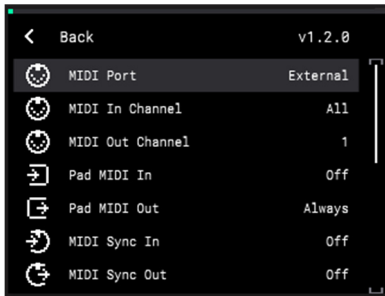 Back v1.2.0
MIDI Port External
MIDI In Channel All
MIDI Out Channel 1
Pad MIDI In Off
Pad MIDI Out Always
MIDI Sync In Off
MIDI Sync Out Off